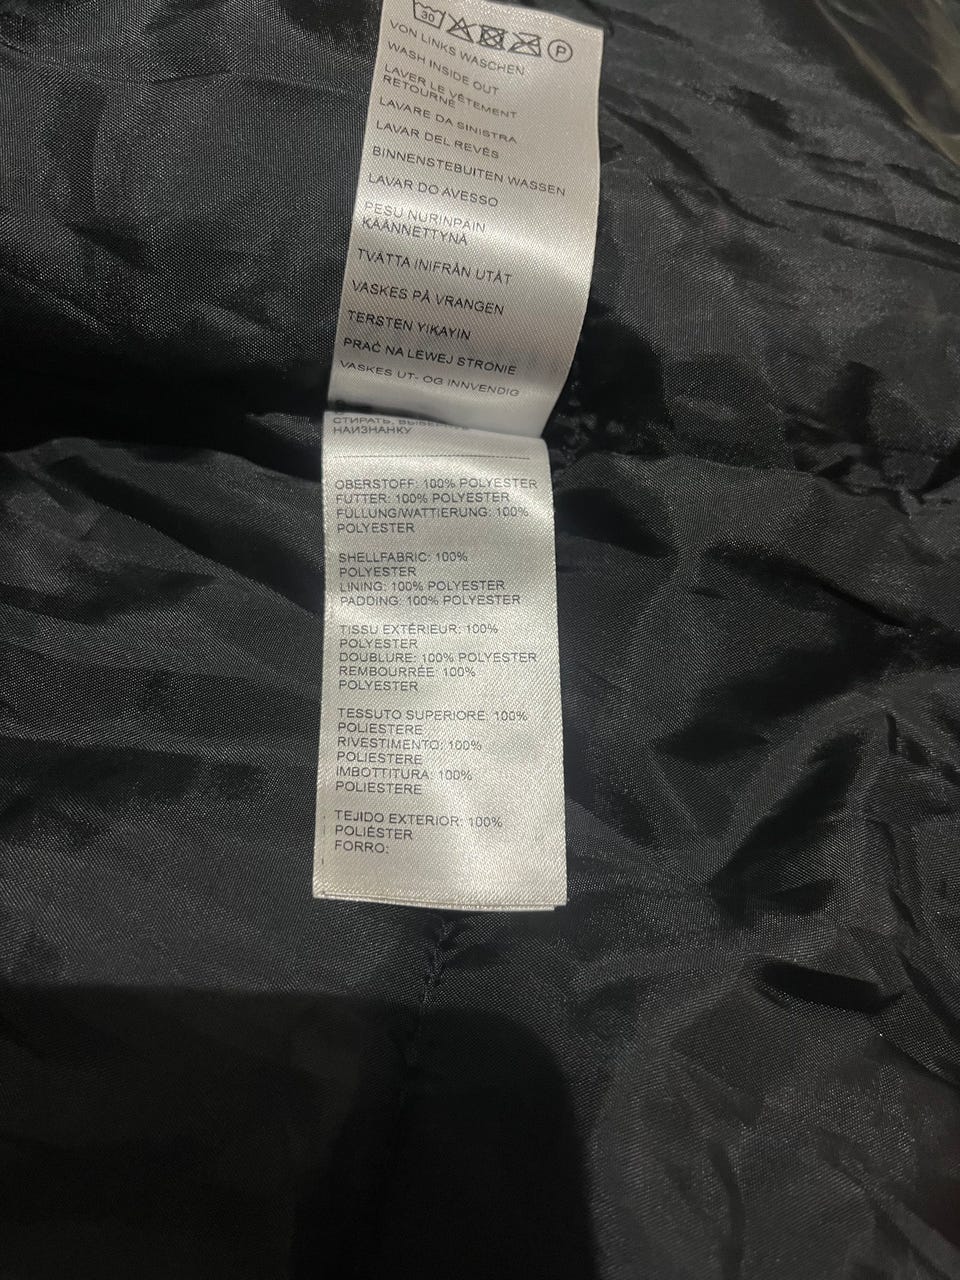 30 P
VON LINKS WASCHEN
WASH INSIDE OUT
LAVER LE VÊTEMENT
RETOURNÉ
LAVARE DA SINISTRA
LAVAR DEL REVÉS
BINNENSTEBUITEN WASSEN
LAVAR DO AVESSO
PESU NURINPAIN
KÄÄNNETTYNÄ
TVÄTTA INIFRÅN UTÅT
VASKES PÅ VRANGEN
TERSTEN YIKAYIN
PRAĆ NA LEWEJ STRONIE
VASKES UT- OG INNVENDIG
СТИРАТЬ,
НАИЗНАНКУ
OBERSTOFF: 100% POLYESTER
FUTTER: 100% POLYESTER
FÜLLUNG/WATTIERUNG: 100%
POLYESTER
SHELLFABRIC: 100%
POLYESTER
LINING: 100% POLYESTER
PADDING: 100% POLYESTER
TISSU EXTÉRIEUR: 100%
POLYESTER
DOUBLURE: 100% POLYESTER
REMBOURRÉE: 100%
POLYESTER
TESSUTO SUPERIORE: 100%
POLIESTERE
RIVESTIMENTO: 100%
POLIESTERE
IMBOTTITURA: 100%
POLIESTERE
TEJIDO EXTERIOR: 100%
POLIÉSTER
FORRO: